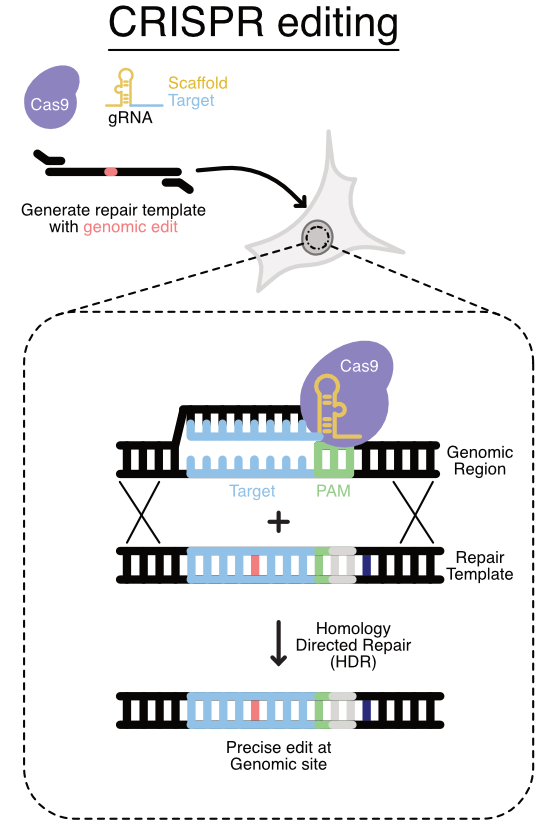 CRISPR editing
Cas9
Scaffold
Target
gRNA
Generate repair template
with genomic edit
Cas9
Genomic
Region
Target
PAM
+
Repair
Template
Homology
Directed Repair
(HDR)
Precise edit at
Genomic site